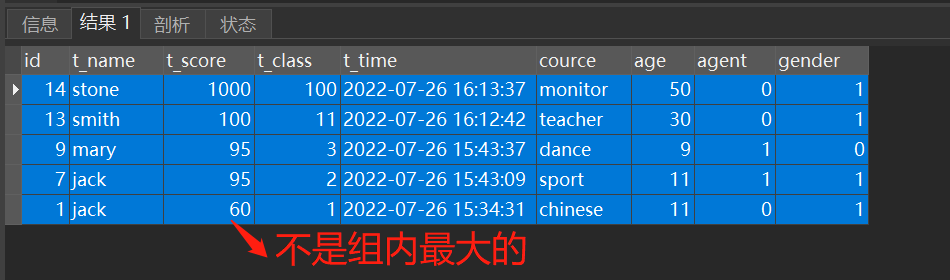 信息 结果 1 剖析 状态
id t_name t_score t_class t_time cource age agent gender
14 stone 1000 100 2022-07-26 16:13:37 monitor 50 0 1
13 smith 100 11 2022-07-26 16:12:42 teacher 30 0 1
9 mary 95 3 2022-07-26 15:43:37 dance 9 1 0
7 jack 95 2 2022-07-26 15:43:09 sport 11 1 1
1 jack 60 1 2022-07-26 15:34:31 chinese 11 0 1
不是组内最大的